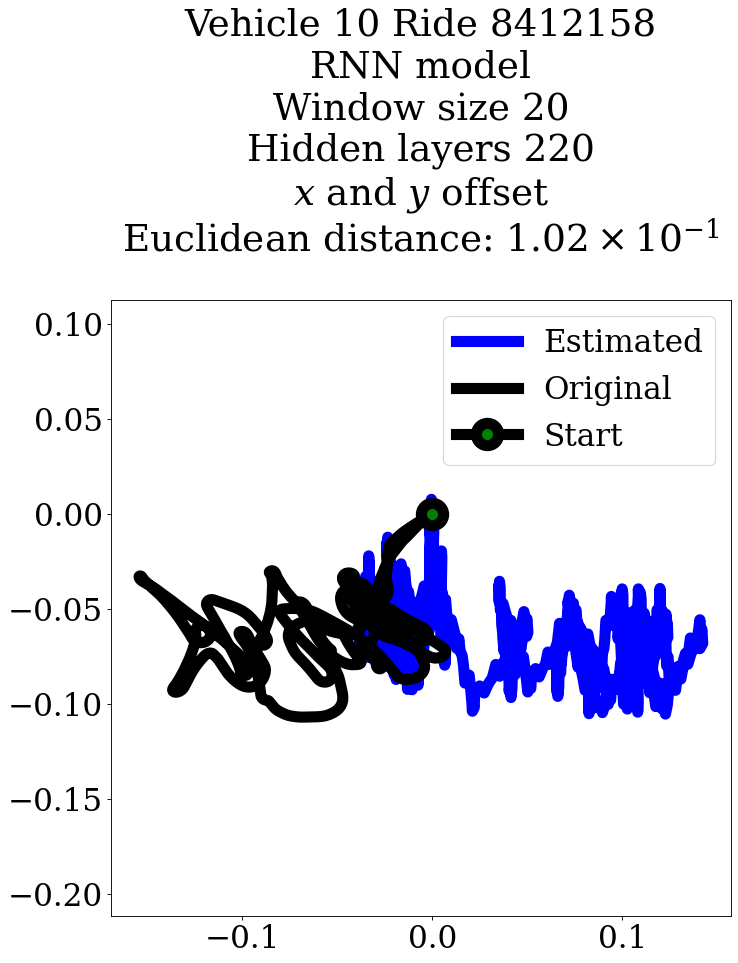 Vehicle 10 Ride 8412158
RNN model
Window size 20
Hidden layers 220
x and y offset
Euclidean distance: 1.02 × 10⁻¹
Estimated
Original
Start
0.10
0.05
0.00
−0.05
−0.10
−0.15
−0.20
−0.1
0.0
0.1